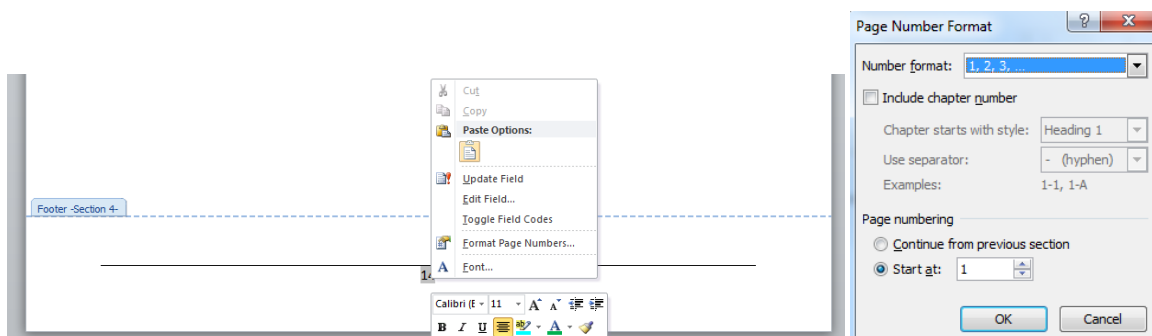 Cut
Copy
Paste Options:
Update Field
Edit Field...
Toggle Field Codes
Footer -Section 4-
Format Page Numbers...
A Font...
14
Calibri (E 11 A A
B I U ab A
Page Number Format
? X
Number format: 1, 2, 3, ...
Include chapter number
Chapter starts with style: Heading 1
Use separator: - (hyphen)
Examples: 1-1, 1-A
Page numbering
Continue from previous section
Start at: 1
OK Cancel